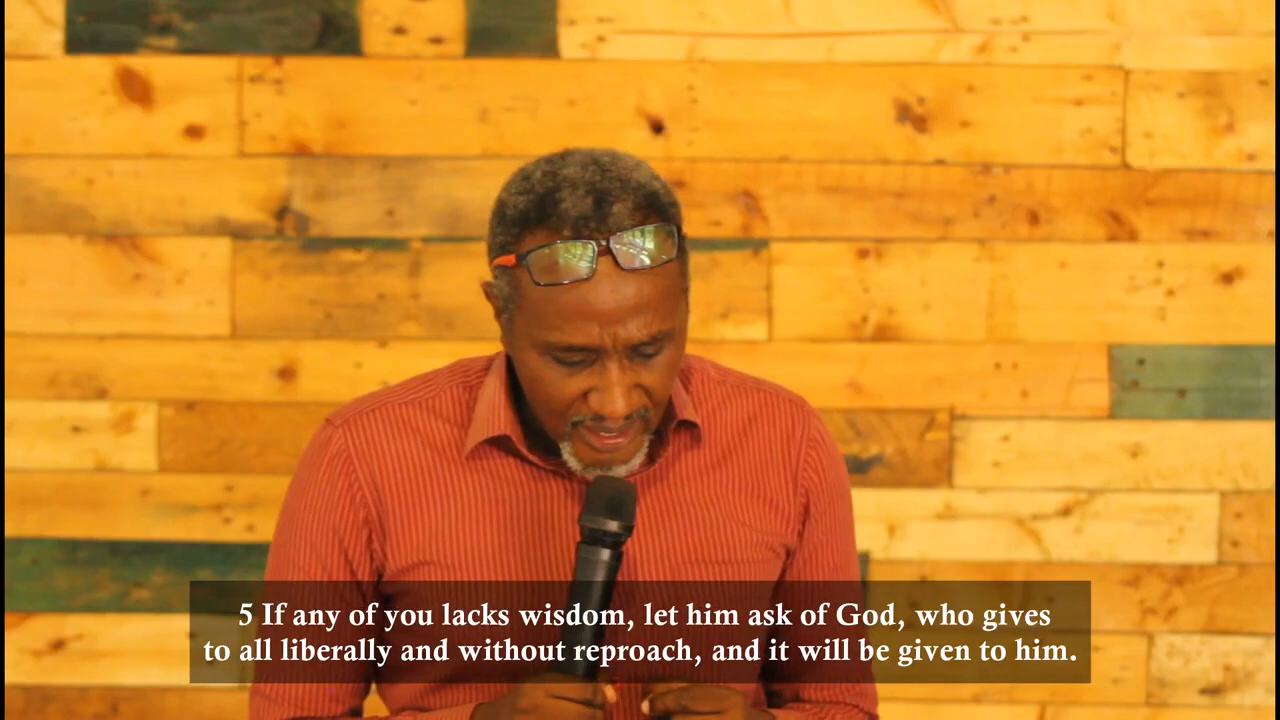 5 If any of you lacks wisdom, let him ask of God, who gives
to all liberally and without reproach, and it will be given to him.